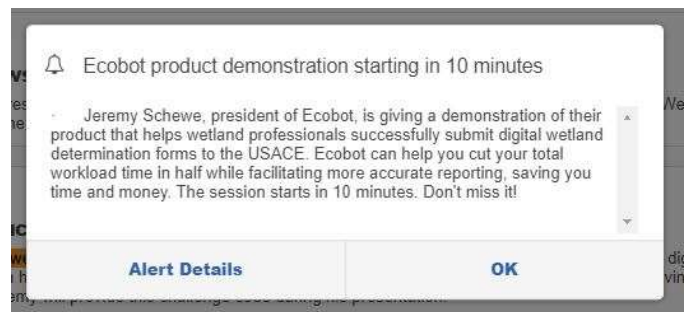 Ecobot product demonstration starting in 10 minutes
· Jeremy Schewe, president of Ecobot, is giving a demonstration of their
product that helps wetland professionals successfully submit digital wetland
determination forms to the USACE. Ecobot can help you cut your total
workload time in half while facilitating more accurate reporting, saving you
time and money. The session starts in 10 minutes. Don't miss it!
Alert Details OK